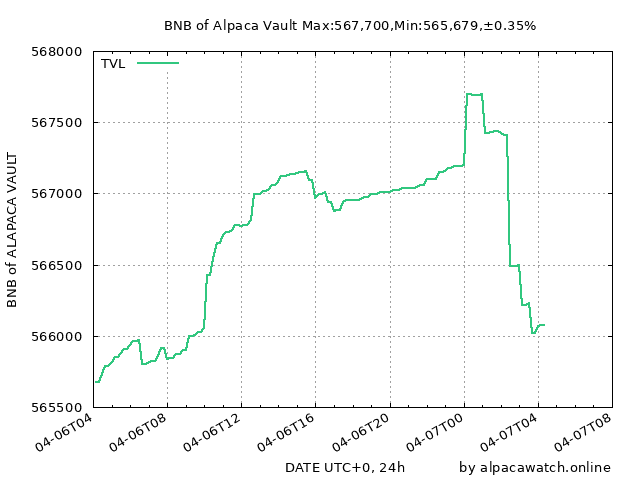 BNB of Alpaca Vault Max:567,700,Min:565,679,±0.35%
568000
TVL
567500
567000
566500
566000
565500
BNB of ALAPACA VAULT
04-06T04
04-06T08
04-06T12
04-06T16
04-06T20
04-07T00
04-07T04
04-07T08
DATE UTC+0, 24h
by alpacawatch.online